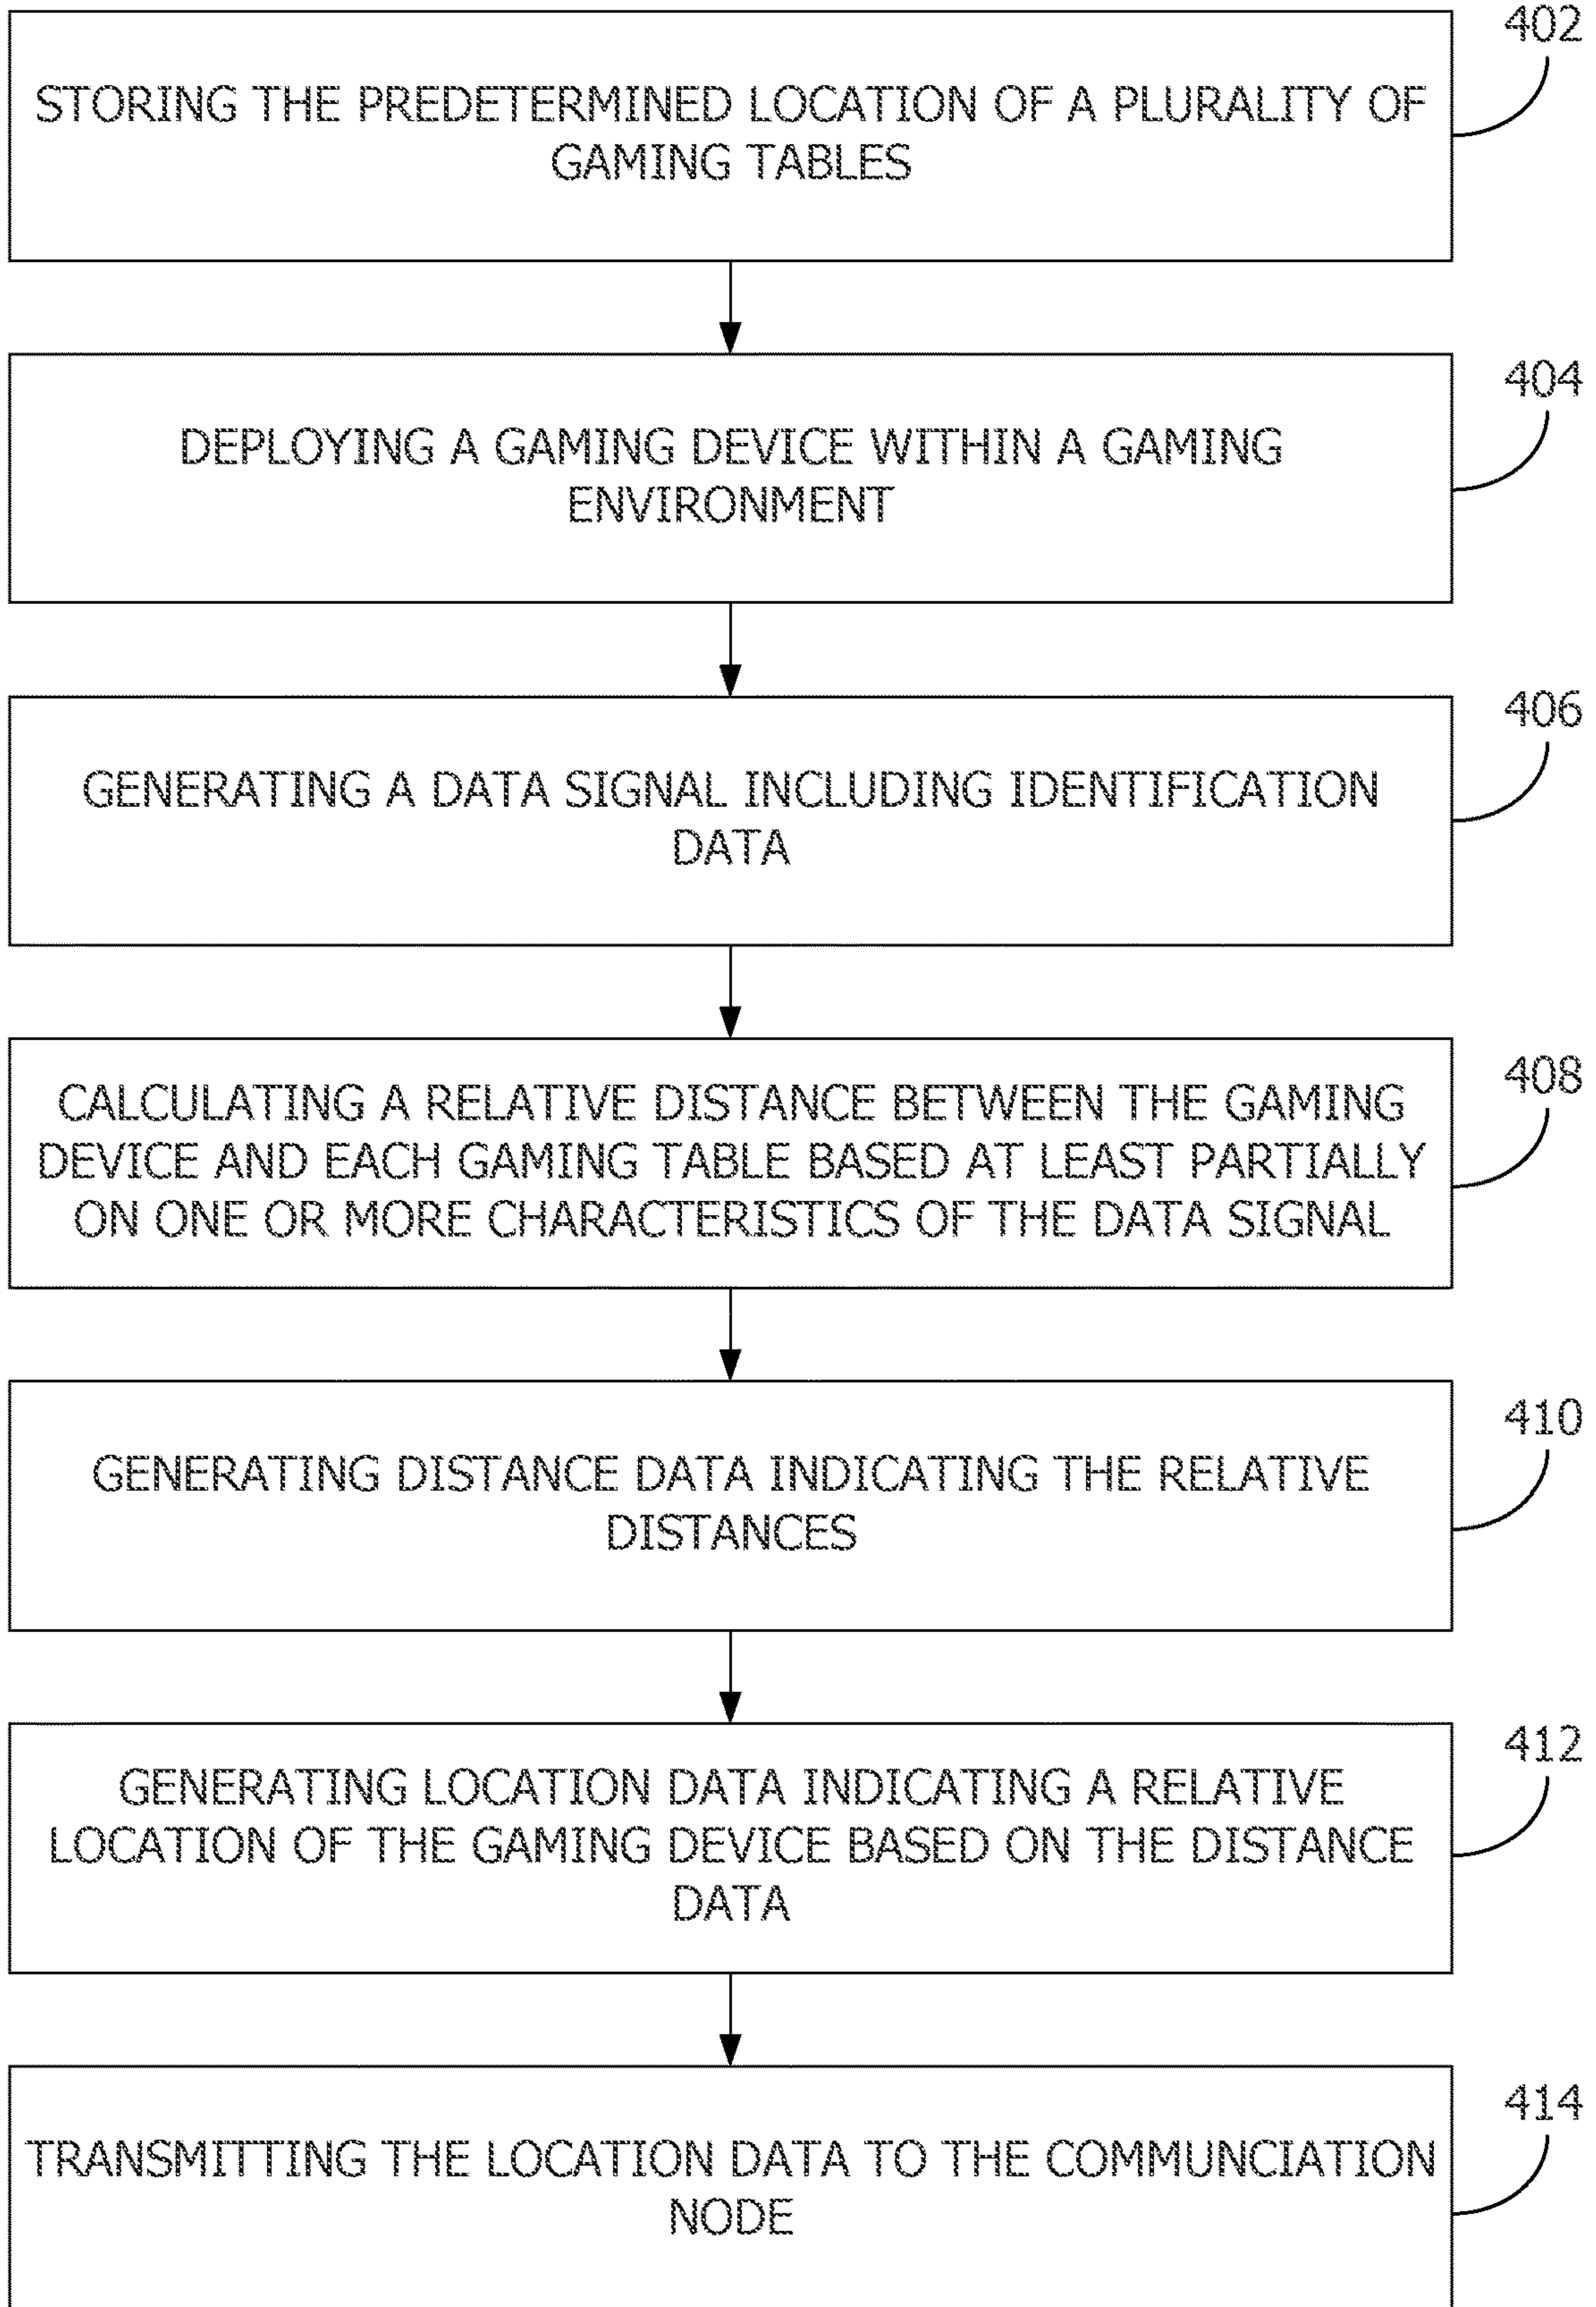 402
STORING THE PREDETERMINED LOCATION OF A PLURALITY OF
GAMING TABLES
404
DEPLOYING A GAMING DEVICE WITHIN A GAMING
ENVIRONMENT
406
GENERATING A DATA SIGNAL INCLUDING IDENTIFICATION
DATA
408
CALCULATING A RELATIVE DISTANCE BETWEEN THE GAMING
DEVICE AND EACH GAMING TABLE BASED AT LEAST PARTIALLY
ON ONE OR MORE CHARACTERISTICS OF THE DATA SIGNAL
410
GENERATING DISTANCE DATA INDICATING THE RELATIVE
DISTANCES
412
GENERATING LOCATION DATA INDICATING A RELATIVE
LOCATION OF THE GAMING DEVICE BASED ON THE DISTANCE
DATA
414
TRANSMITTING THE LOCATION DATA TO THE COMMUNCIATION
NODE